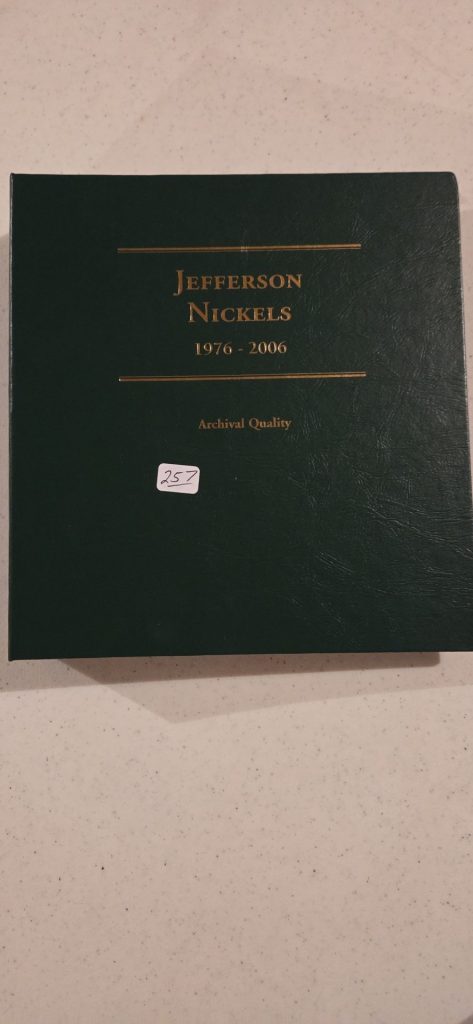 JEFFERSON
NICKELS
1976 - 2006
Archival Quality
257